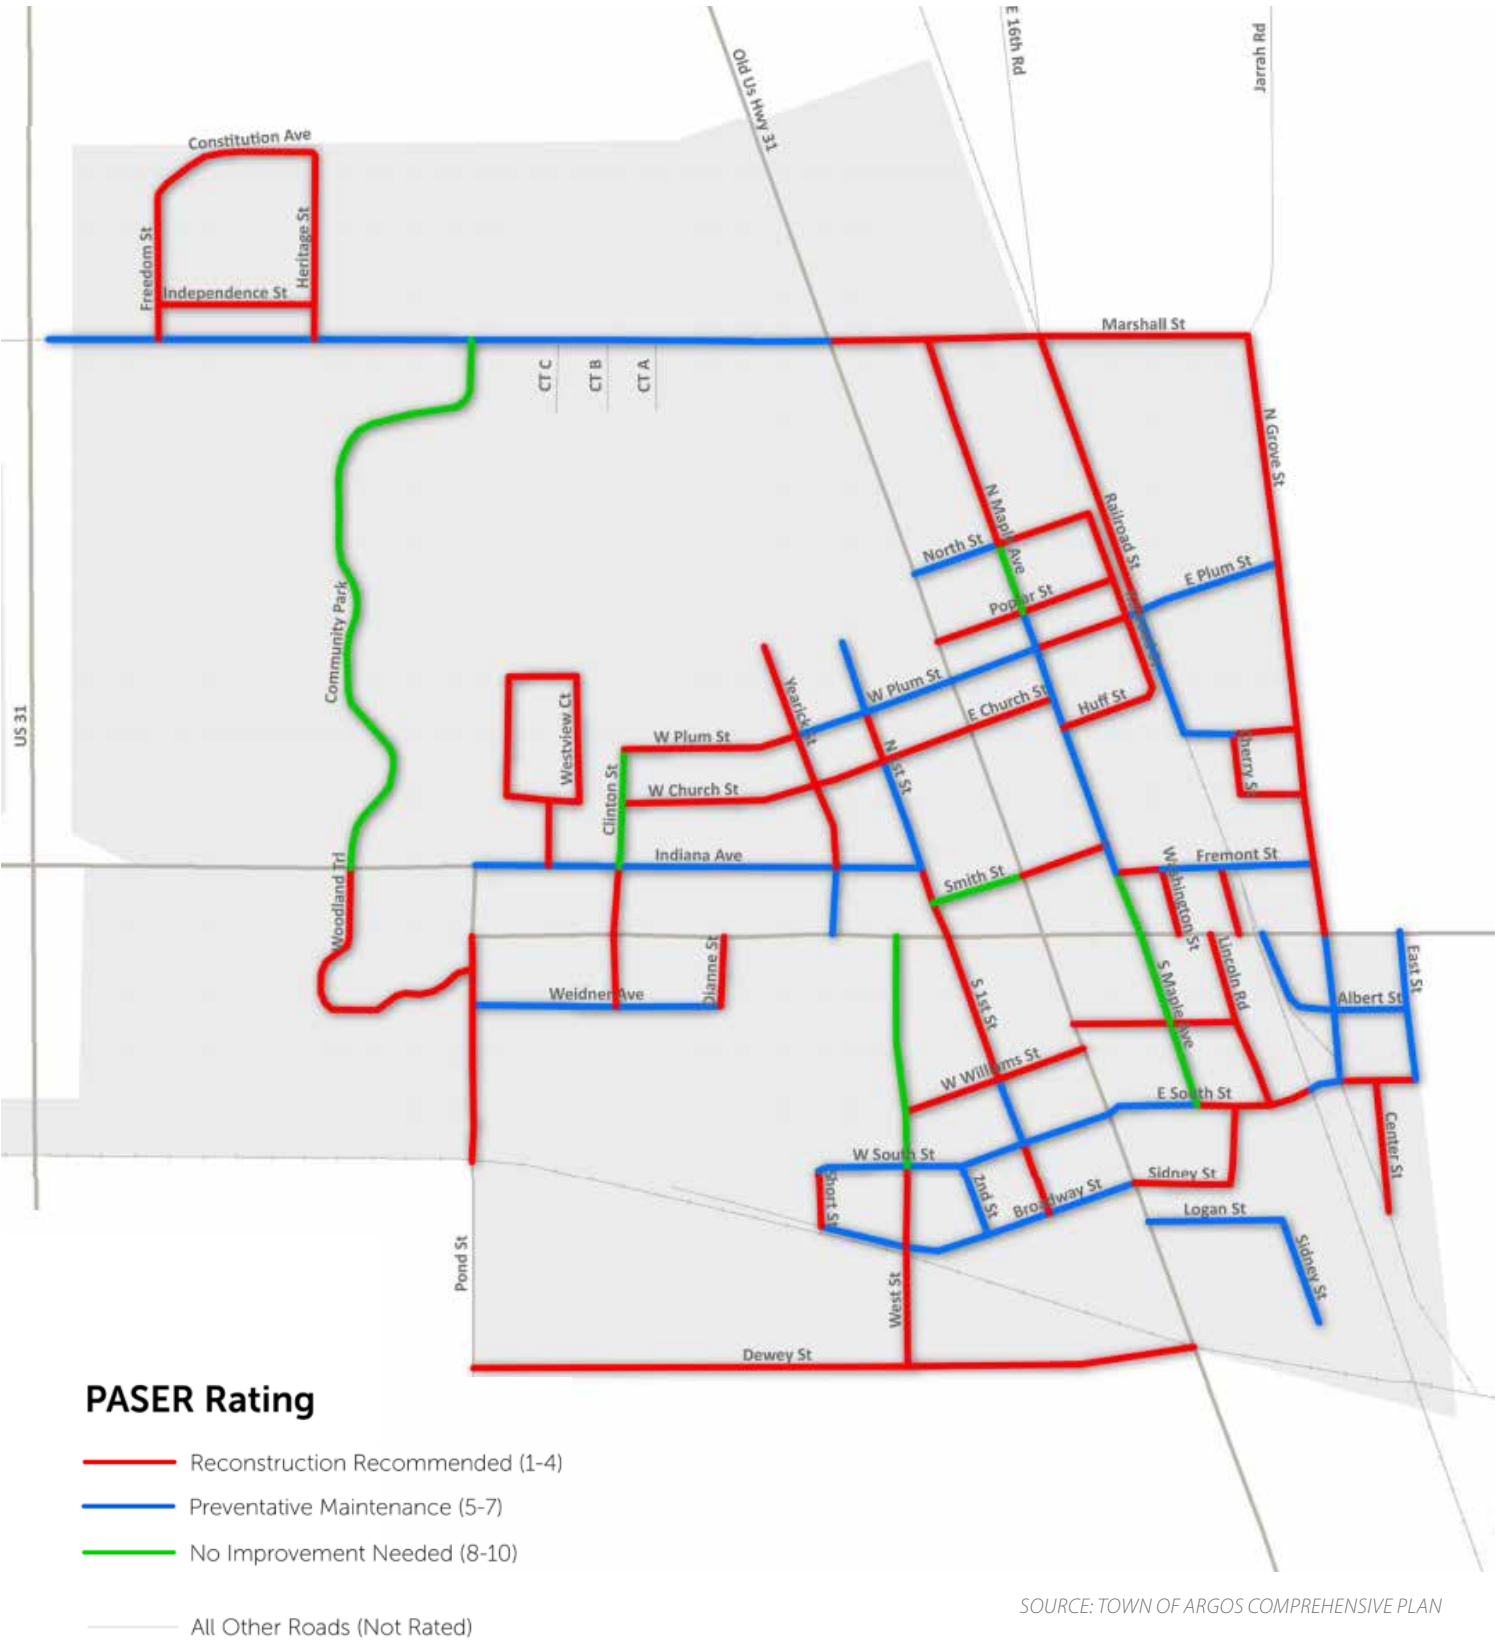 E 16th Rd
Jarrah Rd
Old Us Hwy 31
Constitution Ave
Freedom St
Heritage St
Independence St
Marshall St
CT C
CT B
CT A
N Grove St
N Maple Ave
Railroad St
North St
E Plum St
Poplar St
Community Park
US 31
Yearick St
W Plum St
Westview Ct
E Church St
Huff St
W Plum St
Clinton St
W Church St
Cherry St
Indiana Ave
Smith St
Fremont St
Washington St
Woodland Trl
Dianne St
Weidner Ave
S 1st St
S Maple Ave
Lincoln Rd
East St
Albert St
W Williams St
E South St
Center St
W South St
Short St
2nd St
Broadway St
Sidney St
Logan St
Sidney St
Pond St
West St
Dewey St
PASER Rating
Reconstruction Recommended (1-4)
Preventative Maintenance (5-7)
No Improvement Needed (8-10)
All Other Roads (Not Rated)
SOURCE: TOWN OF ARGOS COMPREHENSIVE PLAN